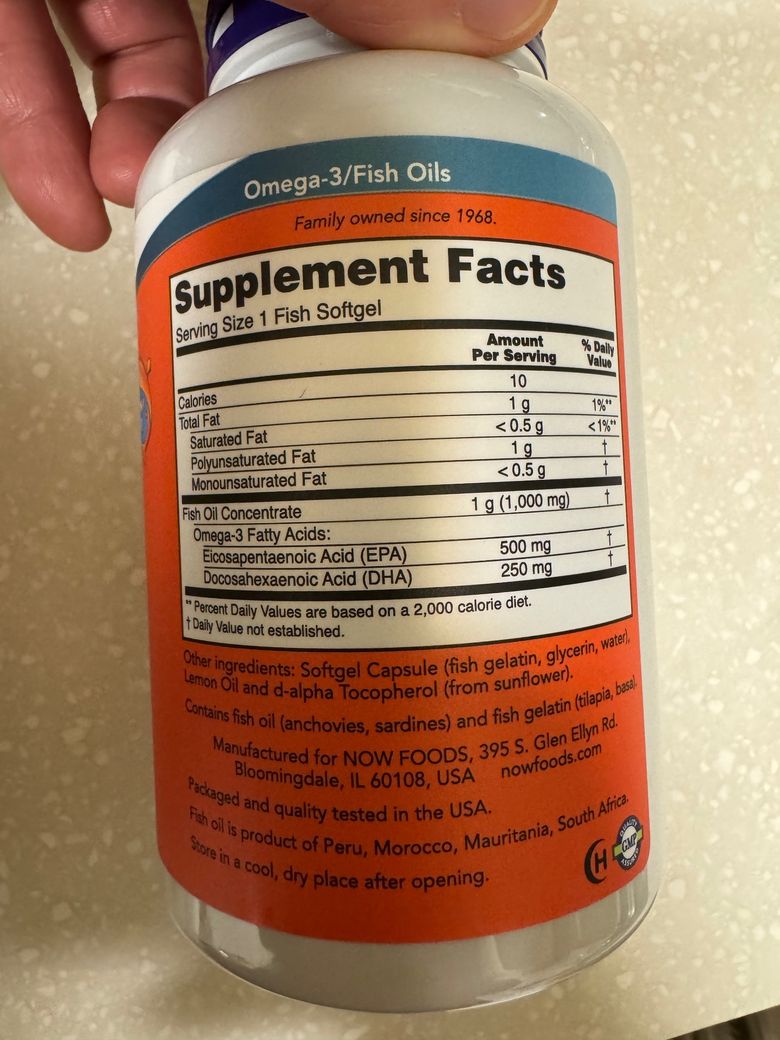 Omega-3/Fish Oils
Family owned since 1968.
Supplement Facts
Serving Size 1 Fish Softgel
Amount Per Serving % Daily Value
Calories 10
Total Fat 1 g 1%**
Saturated Fat < 0.5 g < 1%**
Polyunsaturated Fat 1 g †
Monounsaturated Fat < 0.5 g †
Fish Oil Concentrate 1 g (1,000 mg) †
Omega-3 Fatty Acids:
Eicosapentaenoic Acid (EPA) 500 mg †
Docosahexaenoic Acid (DHA) 250 mg †
** Percent Daily Values are based on a 2,000 calorie diet.
† Daily Value not established.
Other ingredients: Softgel Capsule (fish gelatin, glycerin, water),
Lemon Oil and d-alpha Tocopherol (from sunflower).
Contains fish oil (anchovies, sardines) and fish gelatin (tilapia, basa).
Manufactured for NOW FOODS, 395 S. Glen Ellyn Rd.
Bloomingdale, IL 60108, USA nowfoods.com
Packaged and quality tested in the USA.
Fish oil is product of Peru, Morocco, Mauritania, South Africa.
Store in a cool, dry place after opening.
H
QUALITY
GMP
ASSURED